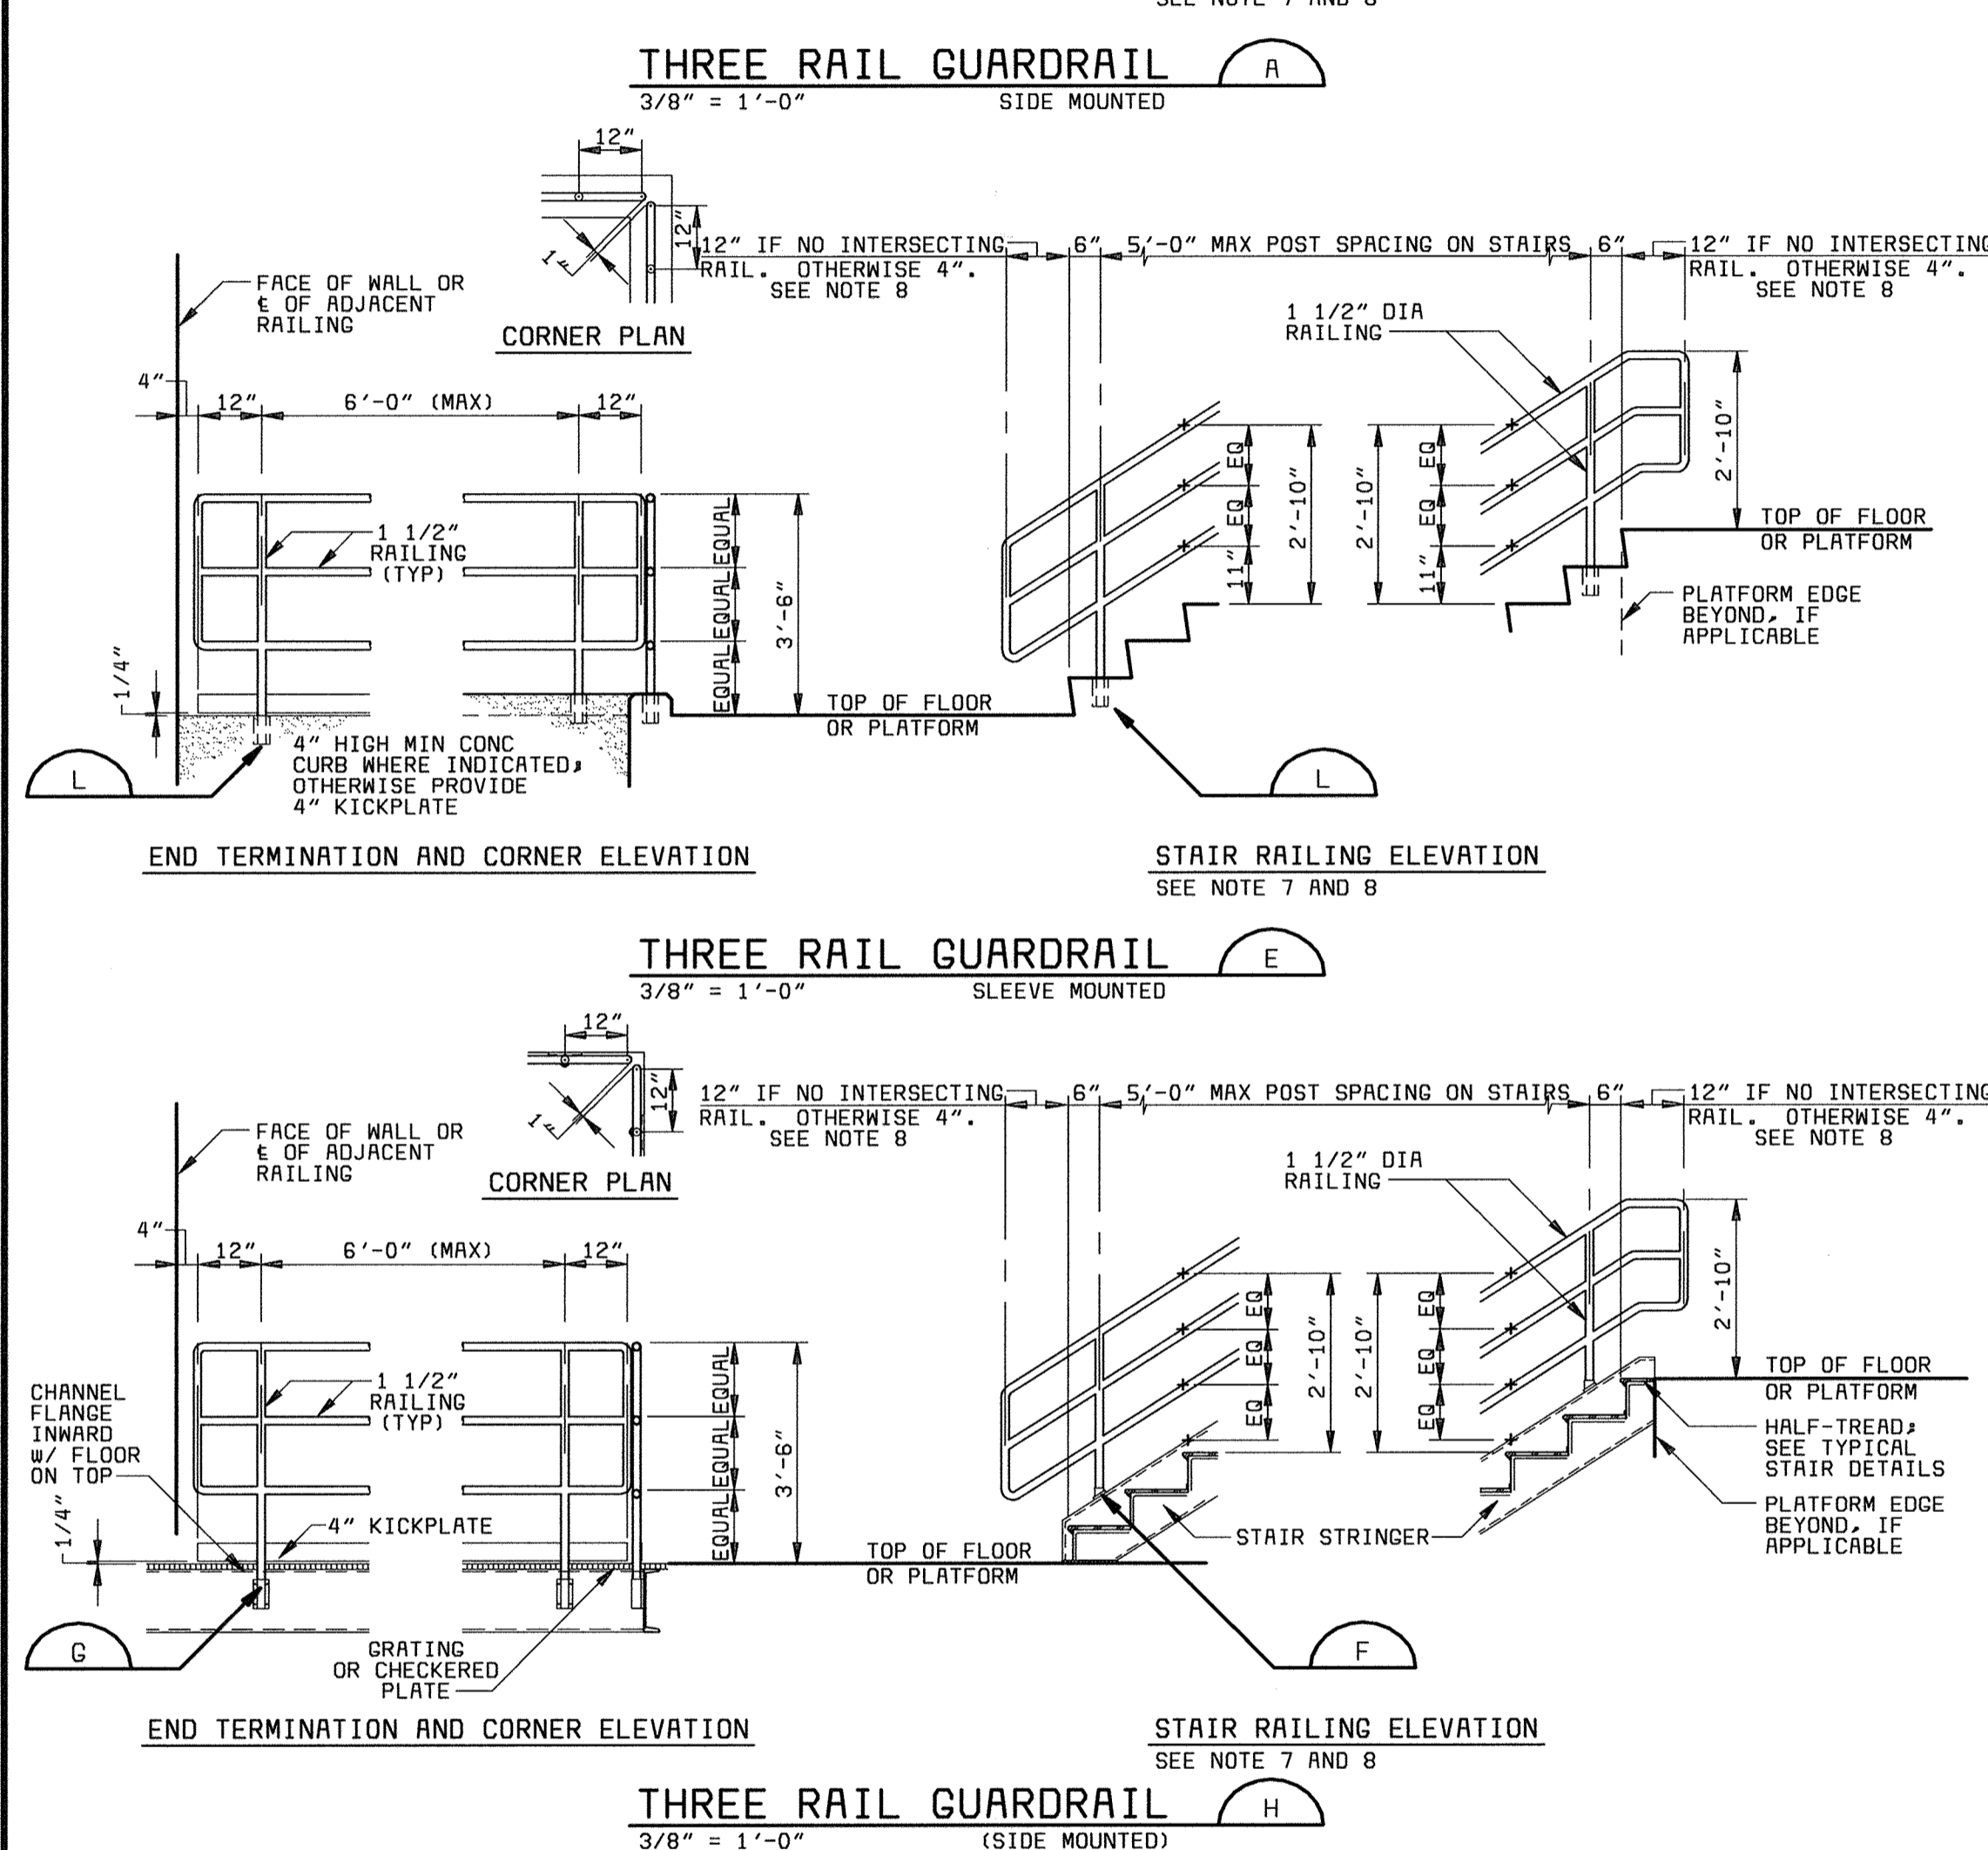 SEE NOTE 7 AND 8
THREE RAIL GUARDRAIL
A
3/8" = 1'-0"
SIDE MOUNTED
12"
12"
1"
CORNER PLAN
FACE OF WALL OR
℄ OF ADJACENT
RAILING
4"
12"
6'-0" (MAX)
12"
1 1/2"
RAILING
(TYP)
EQUAL
EQUAL
EQUAL
3'-6"
1/4"
4" HIGH MIN CONC
CURB WHERE INDICATED;
OTHERWISE PROVIDE
4" KICKPLATE
L
TOP OF FLOOR
OR PLATFORM
END TERMINATION AND CORNER ELEVATION
12" IF NO INTERSECTING
RAIL. OTHERWISE 4".
SEE NOTE 8
6"
5'-0" MAX POST SPACING ON STAIRS
6"
12" IF NO INTERSECTING
RAIL. OTHERWISE 4".
SEE NOTE 8
1 1/2" DIA
RAILING
EQ
EQ
11"
2'-10"
2'-10"
EQ
EQ
11"
2'-10"
TOP OF FLOOR
OR PLATFORM
PLATFORM EDGE
BEYOND, IF
APPLICABLE
L
STAIR RAILING ELEVATION
SEE NOTE 7 AND 8
THREE RAIL GUARDRAIL
E
3/8" = 1'-0"
SLEEVE MOUNTED
12"
12"
1"
CORNER PLAN
FACE OF WALL OR
℄ OF ADJACENT
RAILING
4"
12"
6'-0" (MAX)
12"
CHANNEL
FLANGE
INWARD
W/ FLOOR
ON TOP
1 1/2"
RAILING
(TYP)
EQUAL
EQUAL
EQUAL
3'-6"
1/4"
4" KICKPLATE
G
GRATING
OR CHECKERED
PLATE
TOP OF FLOOR
OR PLATFORM
END TERMINATION AND CORNER ELEVATION
12" IF NO INTERSECTING
RAIL. OTHERWISE 4".
SEE NOTE 8
6"
5'-0" MAX POST SPACING ON STAIRS
6"
12" IF NO INTERSECTING
RAIL. OTHERWISE 4".
SEE NOTE 8
1 1/2" DIA
RAILING
EQ
EQ
EQ
2'-10"
2'-10"
EQ
EQ
EQ
2'-10"
TOP OF FLOOR
OR PLATFORM
HALF-TREAD;
SEE TYPICAL
STAIR DETAILS
PLATFORM EDGE
BEYOND, IF
APPLICABLE
STAIR STRINGER
F
STAIR RAILING ELEVATION
SEE NOTE 7 AND 8
THREE RAIL GUARDRAIL
H
3/8" = 1'-0"
(SIDE MOUNTED)